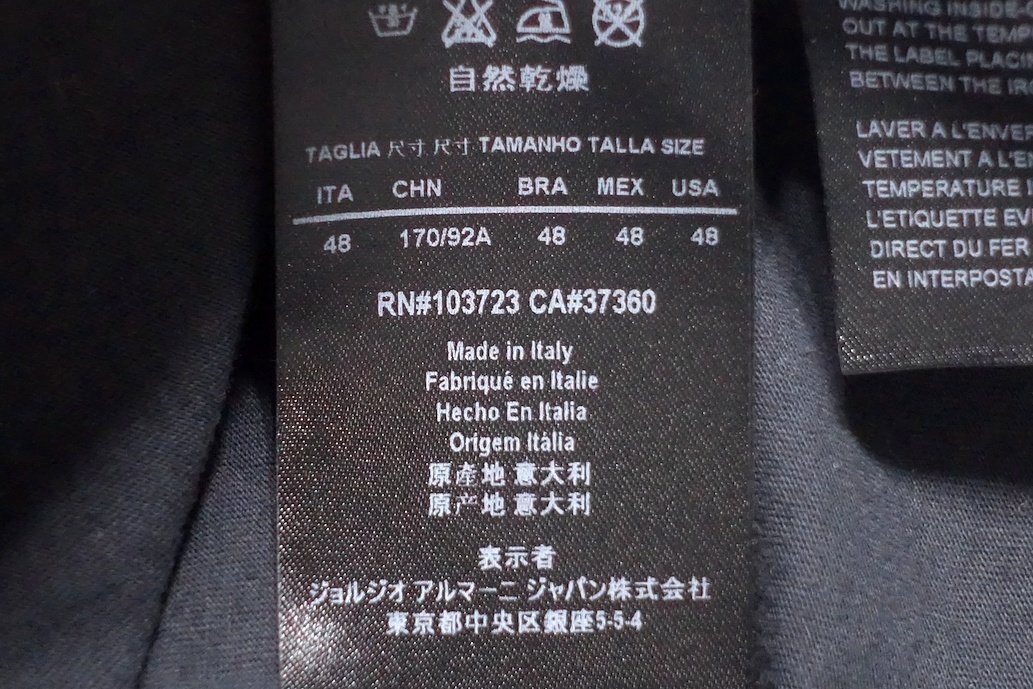 自然乾燥
TAGLIA 尺寸 尺寸 TAMANHO TALLA SIZE
ITA CHN BRA MEX USA
48 170/92A 48 48 48
RN#103723 CA#37360
Made in Italy
Fabriqué en Italie
Hecho En Italia
Origem Itália
原產地 意大利
原产地 意大利
表示者
ジョルジオ アルマーニ ジャパン株式会社
東京都中央区銀座5-5-4
WASHING INSIDE-
OUT AT THE TEMP
THE LABEL PLACIN
BETWEEN THE IR
LAVER A L'ENVE
VETEMENT A L'E
TEMPERATURE
L'ETIQUETTE EV
DIRECT DU FER
EN INTERPOSTA